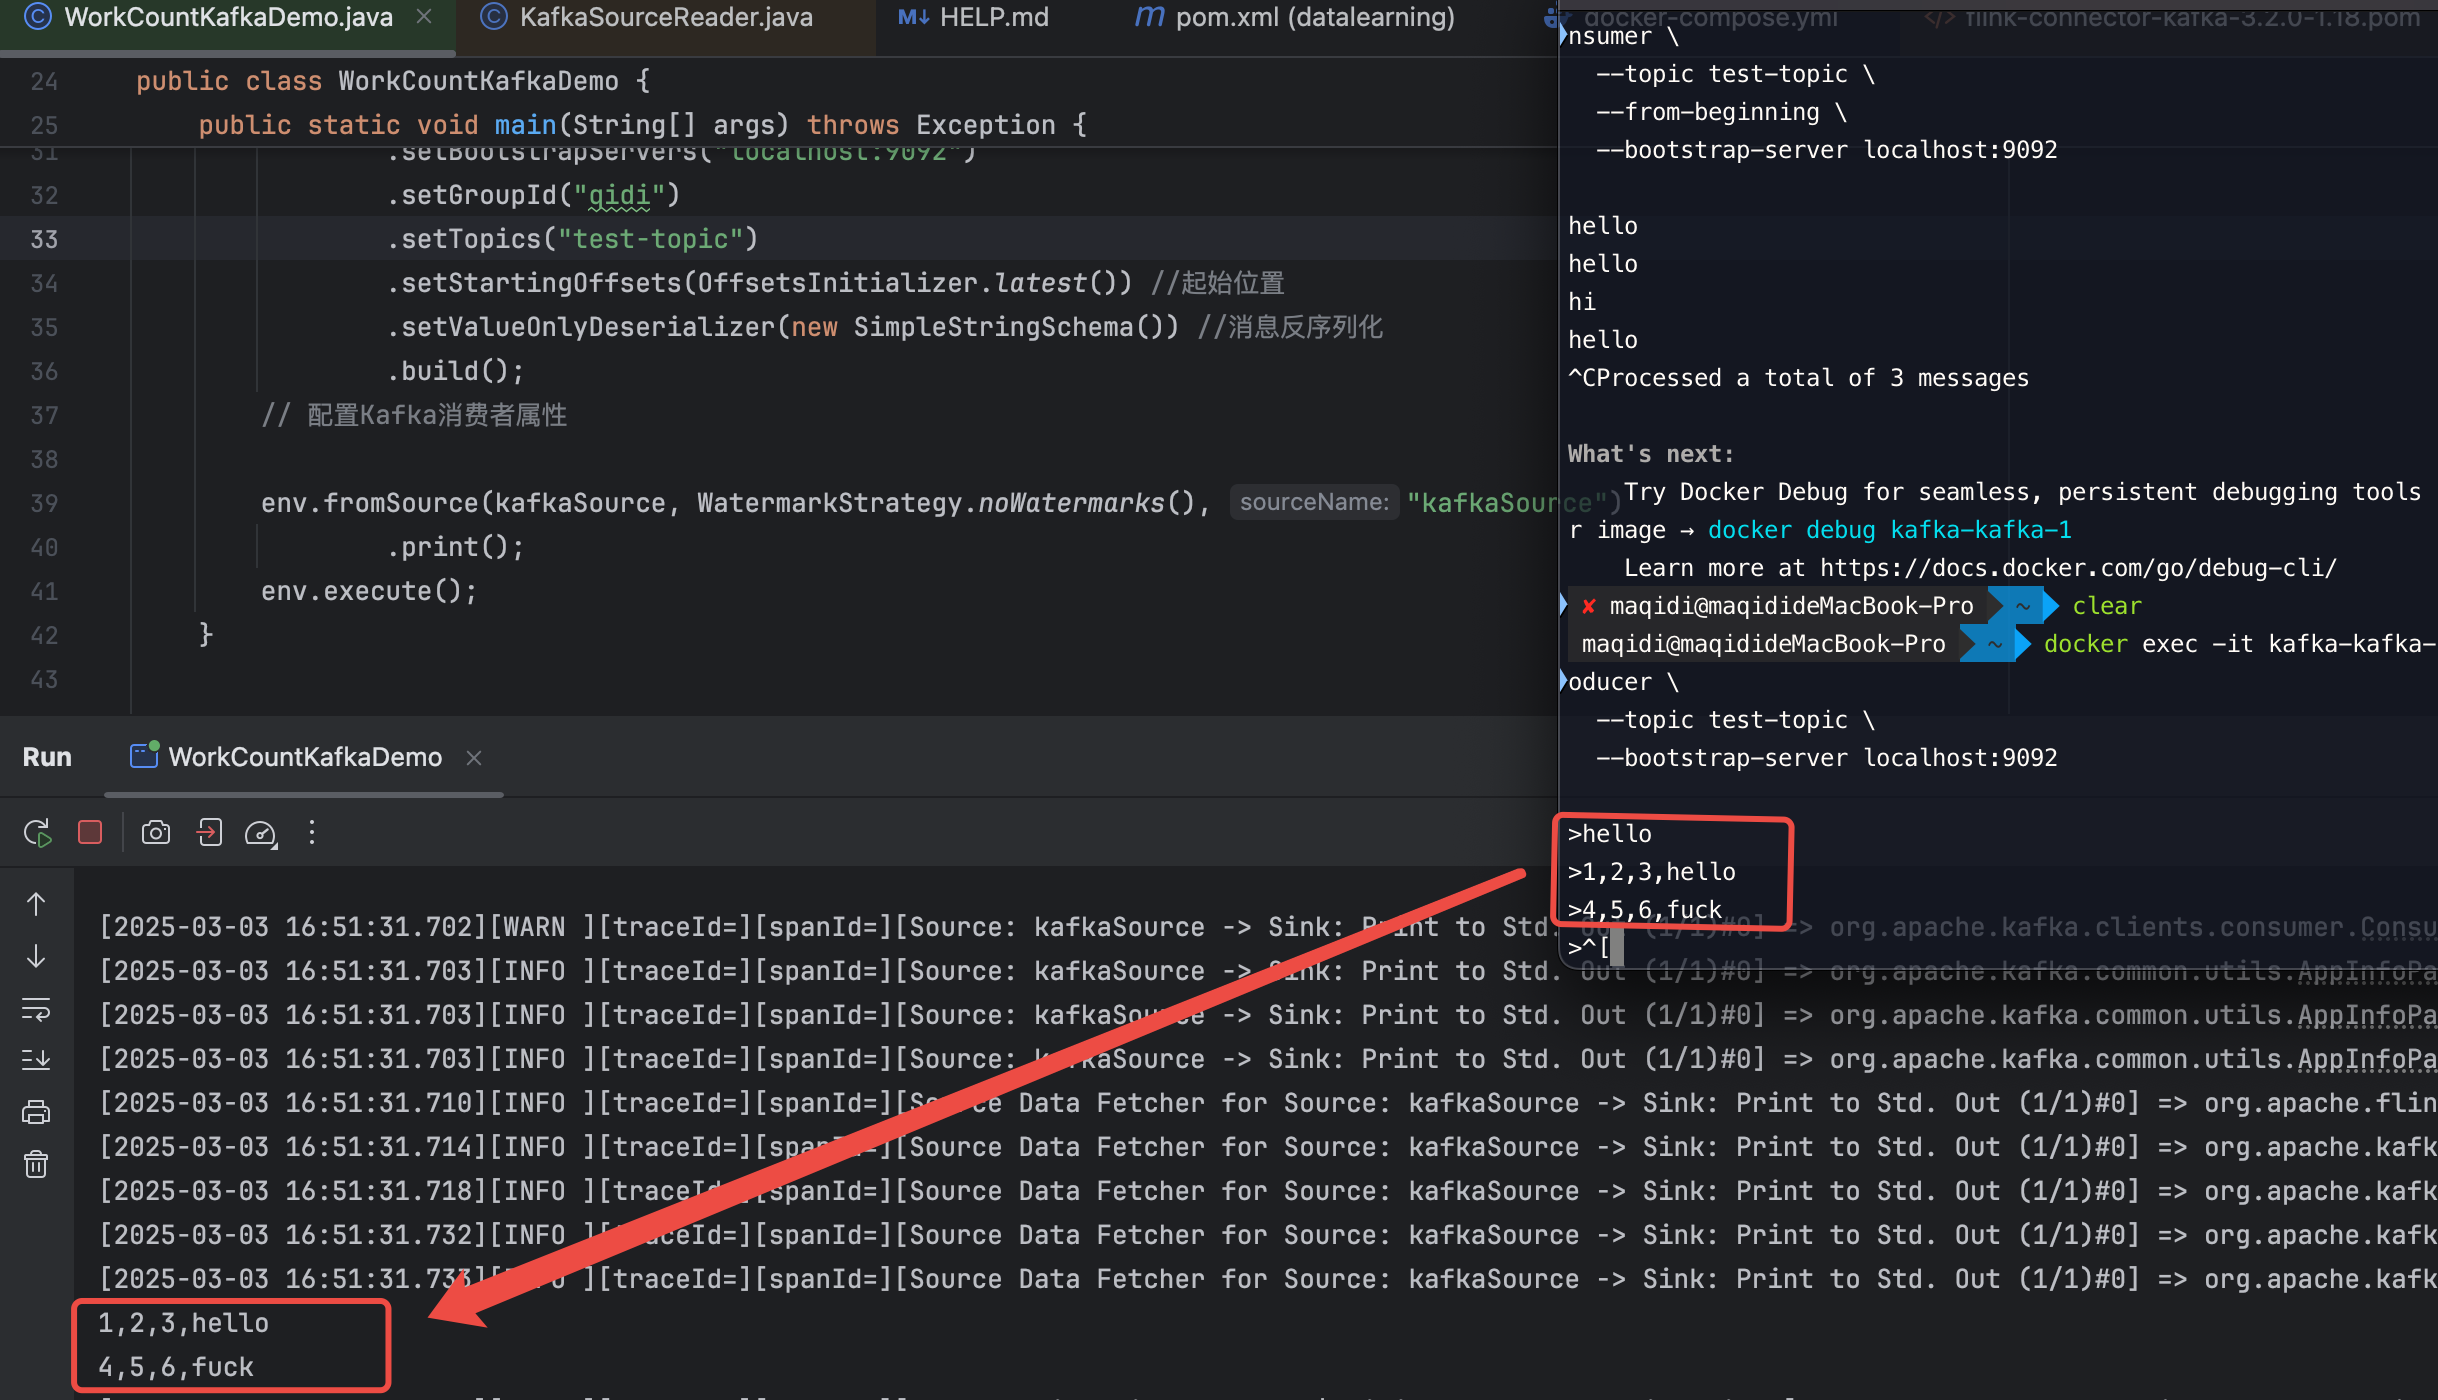 WorkCountKafkaDemo.java
KafkaSourceReader.java
HELP.md
pom.xml (datalearning)
docker-compose.yml
flink-connector-kafka-3.2.0-1.18.pom
24 public class WorkCountKafkaDemo {
25 public static void main(String[] args) throws Exception {
31 .setBootstrapServers("localhost:9092")
32 .setGroupId("qidi")
33 .setTopics("test-topic")
34 .setStartingOffsets(OffsetsInitializer.latest()) //起始位置
35 .setValueOnlyDeserializer(new SimpleStringSchema()) //消息反序列化
36 .build();
37 // 配置Kafka消费者属性
38
39 env.fromSource(kafkaSource, WatermarkStrategy.noWatermarks(), sourceName: "kafkaSource")
40 .print();
41 env.execute();
42 }
43
nsumer \
--topic test-topic \
--from-beginning \
--bootstrap-server localhost:9092
hello
hello
hi
hello
^CProcessed a total of 3 messages
What's next:
Try Docker Debug for seamless, persistent debugging tools
r image → docker debug kafka-kafka-1
Learn more at https://docs.docker.com/go/debug-cli/
✘ maqidi@maqidideMacBook-Pro ~ clear
maqidi@maqidideMacBook-Pro ~ docker exec -it kafka-kafka-
oducer \
--topic test-topic \
--bootstrap-server localhost:9092
>hello
>1,2,3,hello
>4,5,6,fuck
>^[
Run WorkCountKafkaDemo
[2025-03-03 16:51:31.702][WARN ][traceId=][spanId=][Source: kafkaSource -> Sink: Print to Std. Out (1/1)#0] => org.apache.kafka.clients.consumer.Consu
[2025-03-03 16:51:31.703][INFO ][traceId=][spanId=][Source: kafkaSource -> Sink: Print to Std. Out (1/1)#0] => org.apache.kafka.common.utils.AppInfoPa
[2025-03-03 16:51:31.703][INFO ][traceId=][spanId=][Source: kafkaSource -> Sink: Print to Std. Out (1/1)#0] => org.apache.kafka.common.utils.AppInfoPa
[2025-03-03 16:51:31.703][INFO ][traceId=][spanId=][Source: kafkaSource -> Sink: Print to Std. Out (1/1)#0] => org.apache.kafka.common.utils.AppInfoPa
[2025-03-03 16:51:31.710][INFO ][traceId=][spanId=][Source Data Fetcher for Source: kafkaSource -> Sink: Print to Std. Out (1/1)#0] => org.apache.flin
[2025-03-03 16:51:31.714][INFO ][traceId=][spanId=][Source Data Fetcher for Source: kafkaSource -> Sink: Print to Std. Out (1/1)#0] => org.apache.kafk
[2025-03-03 16:51:31.718][INFO ][traceId=][spanId=][Source Data Fetcher for Source: kafkaSource -> Sink: Print to Std. Out (1/1)#0] => org.apache.kafk
[2025-03-03 16:51:31.732][INFO ][traceId=][spanId=][Source Data Fetcher for Source: kafkaSource -> Sink: Print to Std. Out (1/1)#0] => org.apache.kafk
[2025-03-03 16:51:31.733][INFO ][traceId=][spanId=][Source Data Fetcher for Source: kafkaSource -> Sink: Print to Std. Out (1/1)#0] => org.apache.kafk
1,2,3,hello
4,5,6,fuck